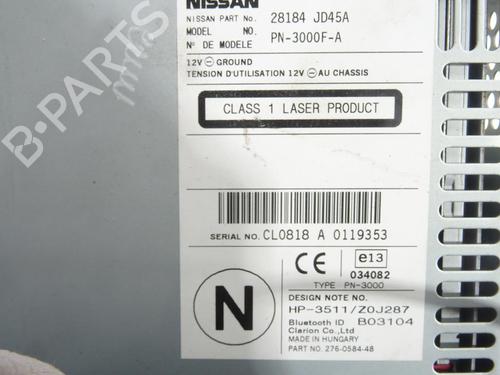 NISSAN
NISSAN PART No. 28184 JD45A
MODEL NO. PN-3000F-A
Nº DE MODELE
12V ⊖ GROUND
TENSION D'UTILISATION 12V ⊖ AU CHASSIS
CLASS 1 LASER PRODUCT
SERIAL NO. CL0818 A 0119353
CE e13
034082
TYPE PN-3000
N
DESIGN NOTE NO.
HP-3511/Z0J287
Bluetooth ID B03104
Clarion Co.,Ltd
MADE IN HUNGARY
PART NO. 276-0584-48
B-PARTS